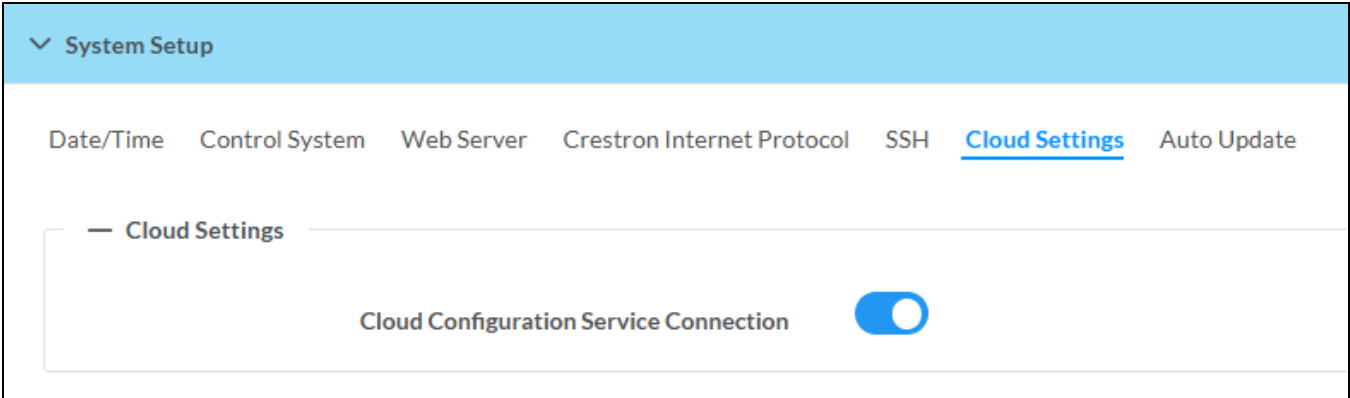 System Setup
Date/Time Control System Web Server Crestron Internet Protocol SSH Cloud Settings Auto Update
Cloud Settings
Cloud Configuration Service Connection